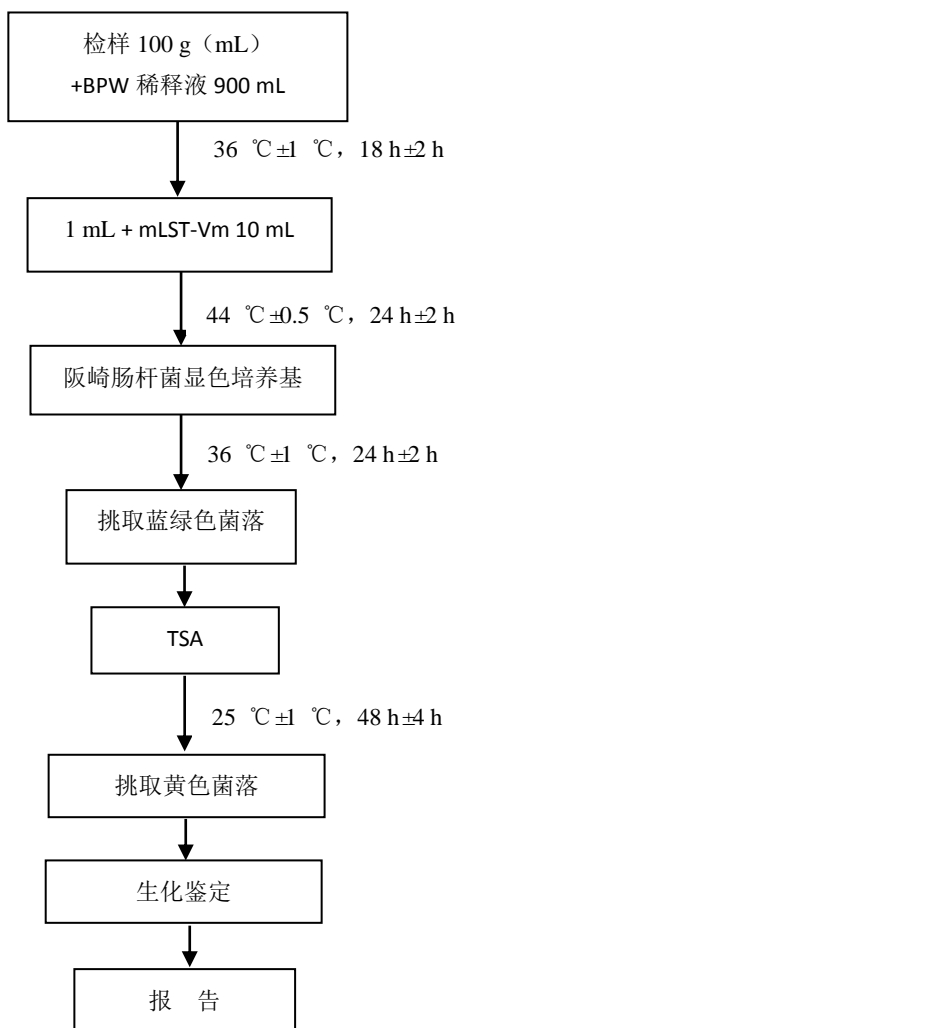 检样 100 g（mL）
+BPW 稀释液 900 mL
36 ℃±1 ℃，18 h±2 h
1 mL + mLST-Vm 10 mL
44 ℃±0.5 ℃，24 h±2 h
阪崎肠杆菌显色培养基
36 ℃±1 ℃，24 h±2 h
挑取蓝绿色菌落
TSA
25 ℃±1 ℃，48 h±4 h
挑取黄色菌落
生化鉴定
报 告